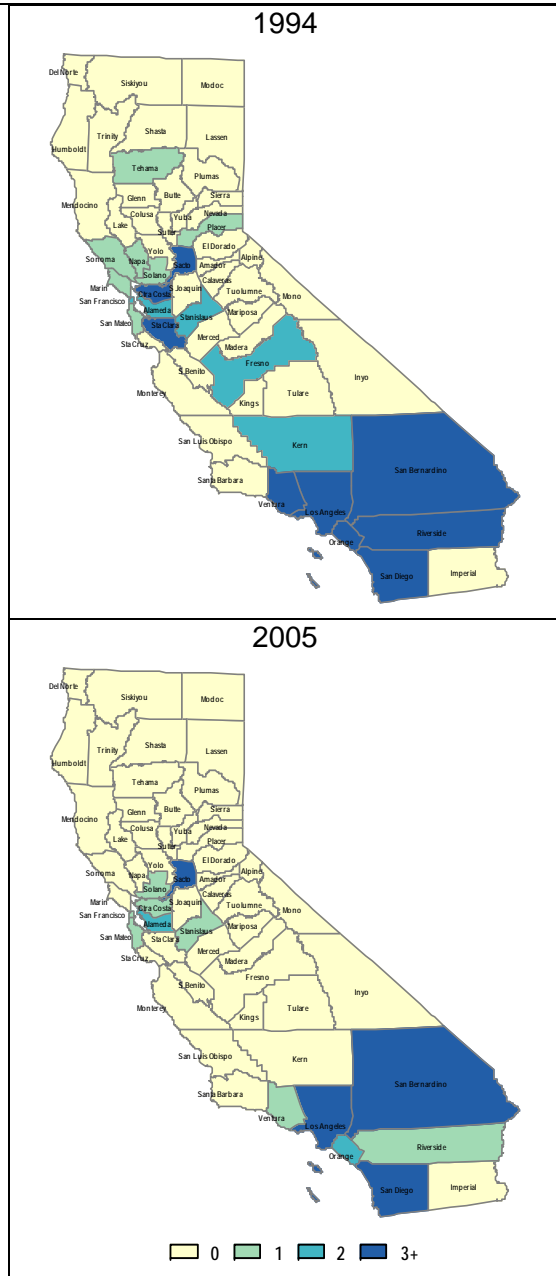 1994
Del Norte
Siskiyou
Modoc
Humboldt
Trinity
Shasta
Lassen
Tehama
Plumas
Mendocino
Glenn
Butte
Sierra
Lake
Colusa
Yuba
Nevada
Sutter
Placer
Sonoma
Napa
Yolo
El Dorado
Alpine
Solano
Sacto
Amador
Marin
Calaveras
San Francisco
Ctra Costa
S.Joaquin
Tuolumne
Mono
Alameda
Stanislaus
Mariposa
San Mateo
Sta Clara
Merced
Sta Cruz
Madera
S.Benito
Fresno
Inyo
Monterey
Kings
Tulare
San Luis Obispo
Kern
Santa Barbara
San Bernardino
Ventura
Los Angeles
Orange
Riverside
San Diego
Imperial
2005
Del Norte
Siskiyou
Modoc
Humboldt
Trinity
Shasta
Lassen
Tehama
Plumas
Mendocino
Glenn
Butte
Sierra
Lake
Colusa
Yuba
Nevada
Sutter
Placer
Sonoma
Napa
Yolo
El Dorado
Alpine
Solano
Sacto
Amador
Marin
Calaveras
San Francisco
Ctra Costa
S.Joaquin
Tuolumne
Mono
Alameda
Stanislaus
Mariposa
San Mateo
Sta Clara
Merced
Sta Cruz
Madera
S.Benito
Fresno
Inyo
Monterey
Kings
Tulare
San Luis Obispo
Kern
Santa Barbara
San Bernardino
Ventura
Los Angeles
Orange
Riverside
San Diego
Imperial
0 1 2 3+